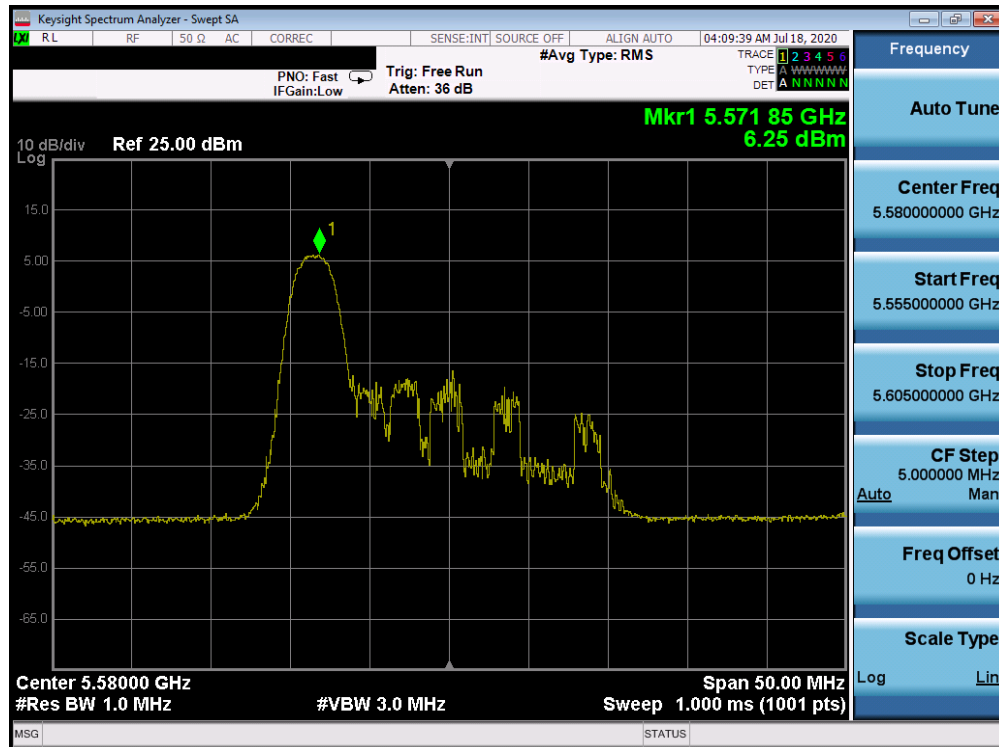 Keysight Spectrum Analyzer - Swept SA
LXI RL RF 50 Ω AC CORREC SENSE:INT SOURCE OFF ALIGN AUTO 04:09:39 AM Jul 18, 2020
#Avg Type: RMS
TRACE 1 2 3 4 5 6
TYPE A WWWWW
DET A N N N N N
PNO: Fast
IFGain:Low
Trig: Free Run
Atten: 36 dB
Mkr1 5.571 85 GHz
6.25 dBm
10 dB/div Ref 25.00 dBm
Log
1
15.0
5.00
-5.00
-15.0
-25.0
-35.0
-45.0
-55.0
-65.0
Center 5.58000 GHz
Span 50.00 MHz
#Res BW 1.0 MHz
#VBW 3.0 MHz
Sweep 1.000 ms (1001 pts)
MSG
STATUS
Frequency
Auto Tune
Center Freq
5.580000000 GHz
Start Freq
5.555000000 GHz
Stop Freq
5.605000000 GHz
CF Step
5.000000 MHz
Auto Man
Freq Offset
0 Hz
Scale Type
Log Lin